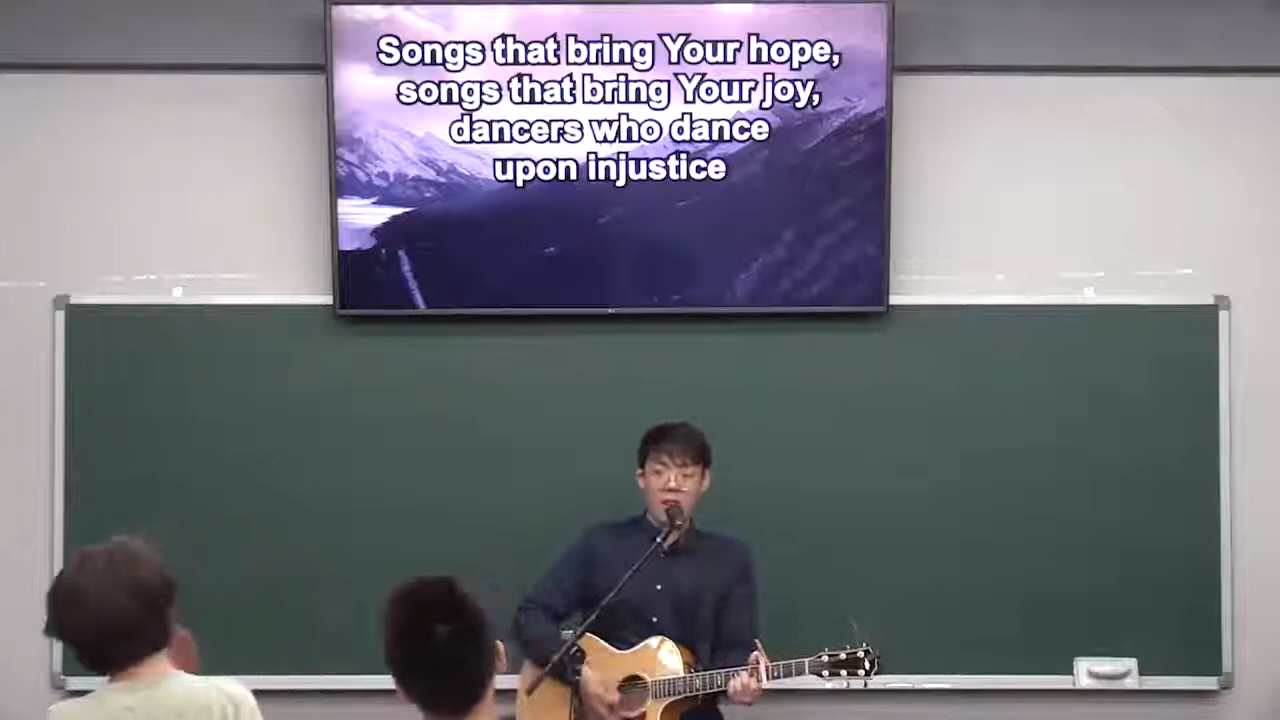 Songs that bring Your hope,
songs that bring Your joy,
dancers who dance
upon injustice